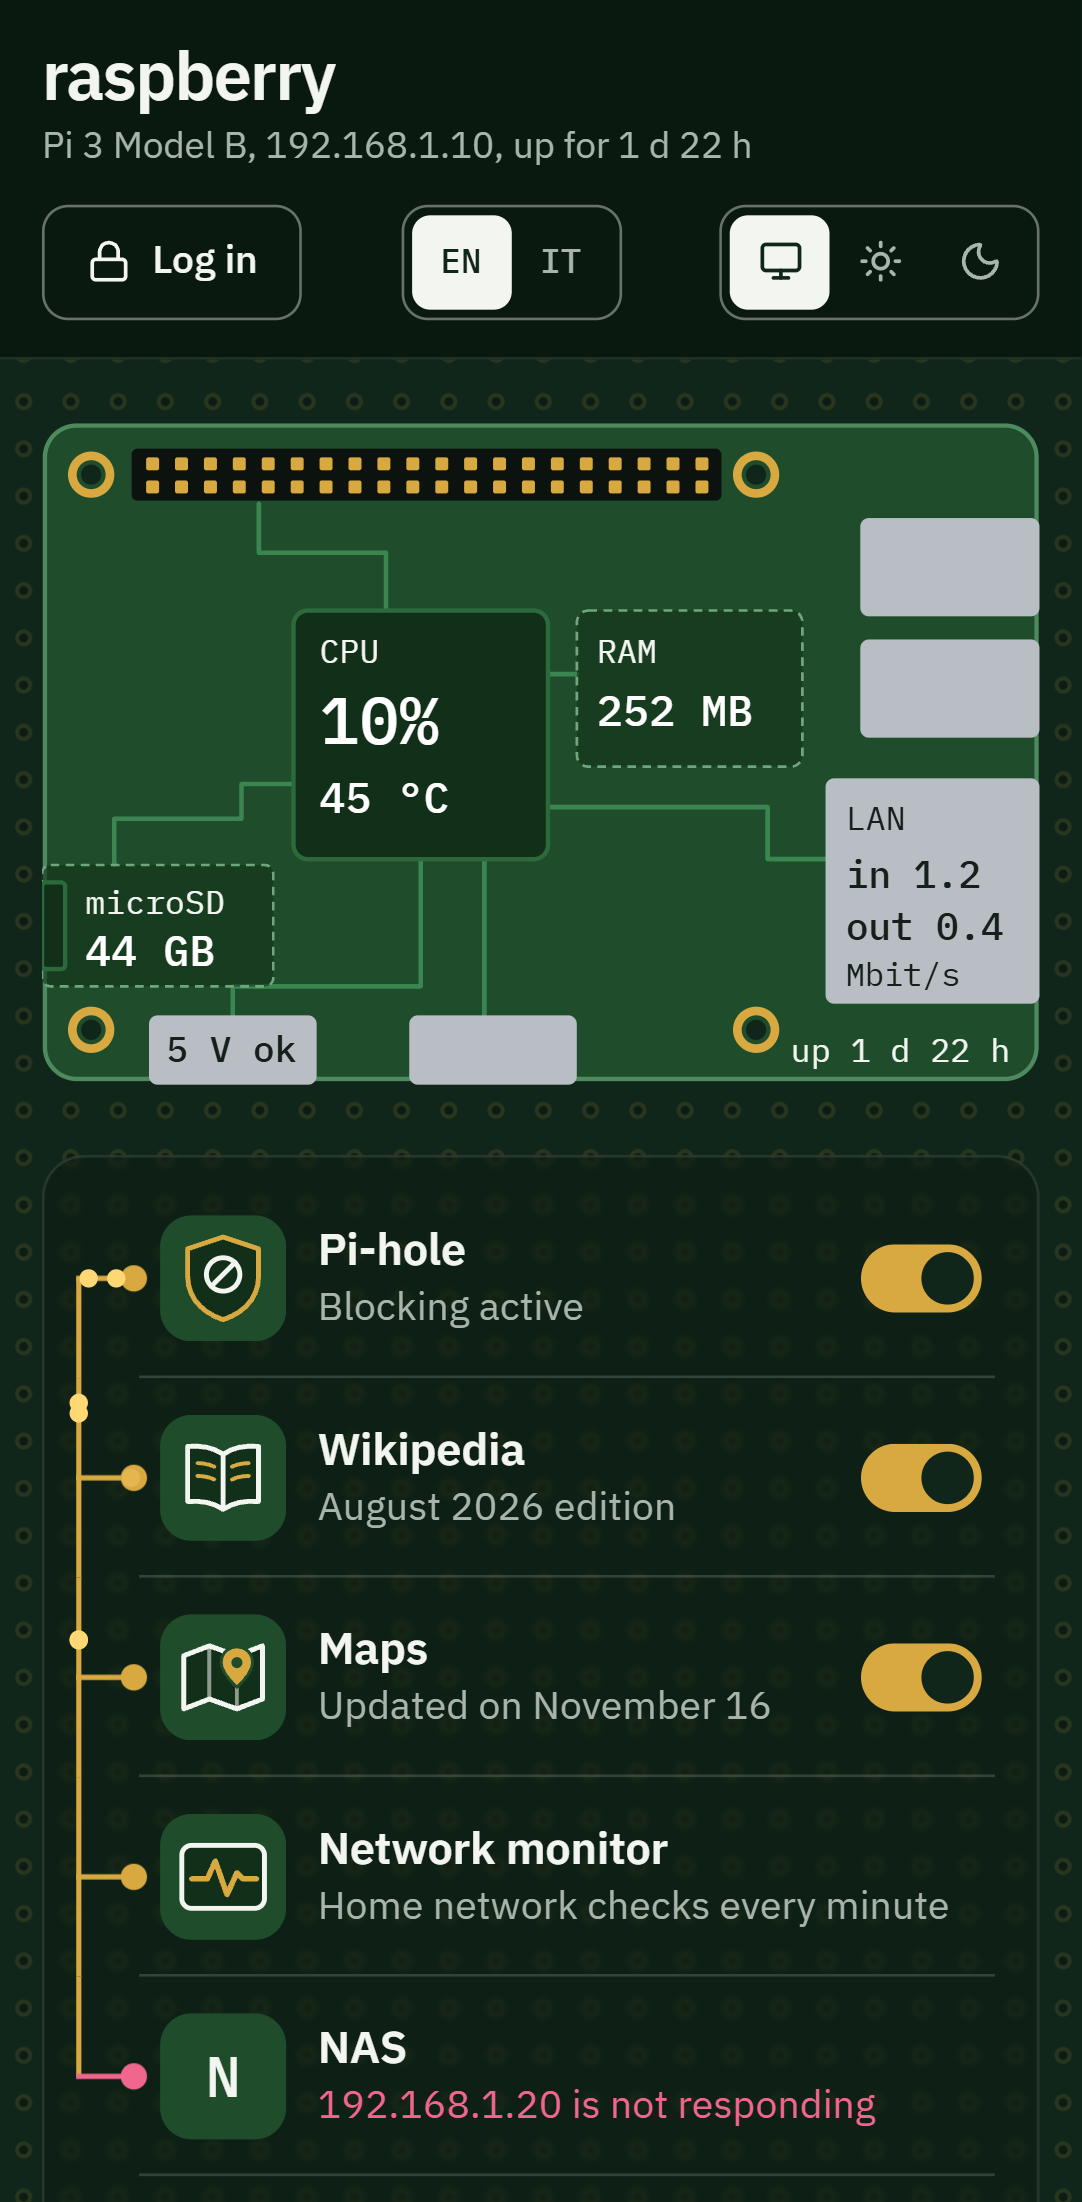 raspberry
Pi 3 Model B, 192.168.1.10, up for 1 d 22 h
Log in
EN IT
CPU
10%
45 °C
RAM
252 MB
LAN
in 1.2
out 0.4
Mbit/s
microSD
44 GB
5 V ok
up 1 d 22 h
Pi-hole
Blocking active
Wikipedia
August 2026 edition
Maps
Updated on November 16
Network monitor
Home network checks every minute
N
NAS
192.168.1.20 is not responding